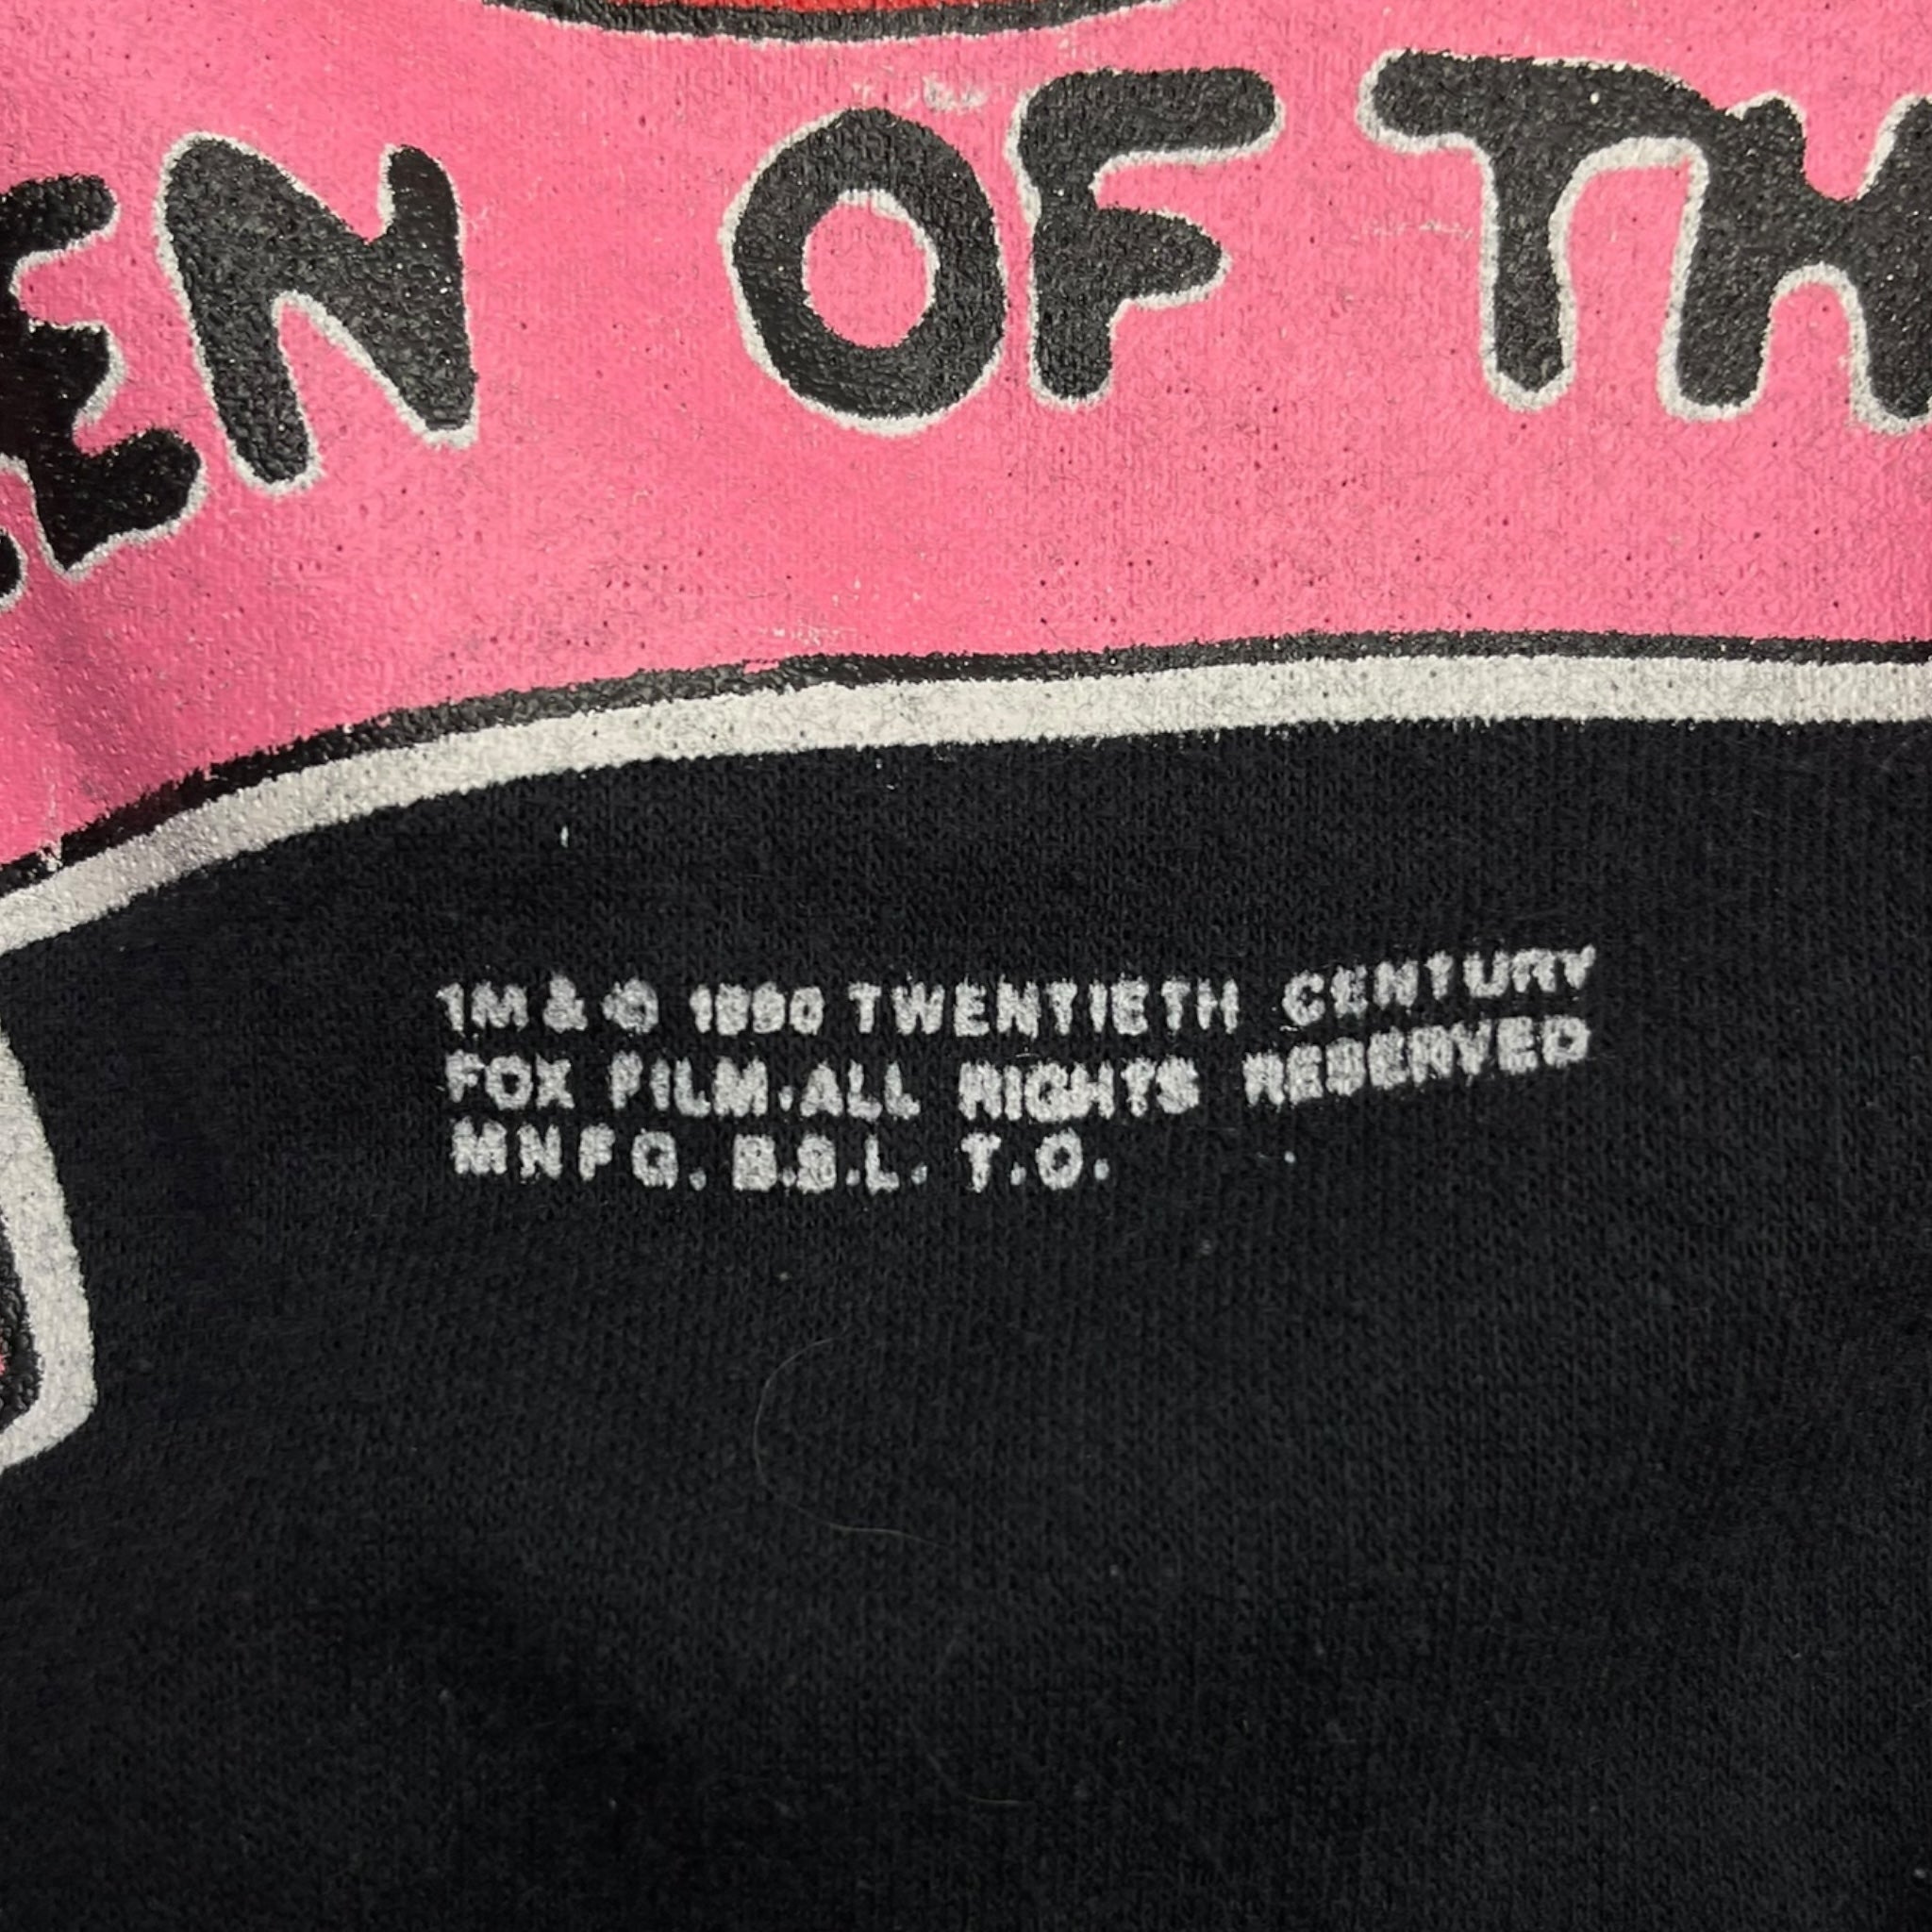 EN OF TH
TM & © 1990 TWENTIETH CENTURY
FOX FILM. ALL RIGHTS RESERVED
MNFG. B.S.L. T.O.